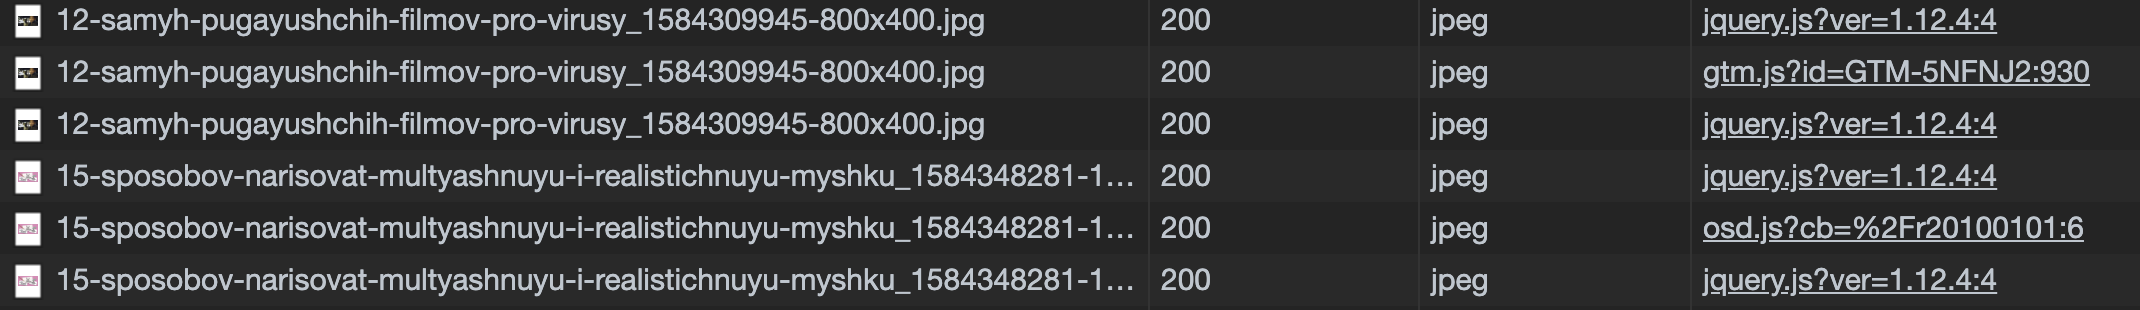 12-samyh-pugayushchih-filmov-pro-virusy_1584309945-800x400.jpg 200 jpeg jquery.js?ver=1.12.4:4
12-samyh-pugayushchih-filmov-pro-virusy_1584309945-800x400.jpg 200 jpeg gtm.js?id=GTM-5NFNJ2:930
12-samyh-pugayushchih-filmov-pro-virusy_1584309945-800x400.jpg 200 jpeg jquery.js?ver=1.12.4:4
15-sposobov-narisovat-multyashnuyu-i-realistichnuyu-myshku_1584348281-1... 200 jpeg jquery.js?ver=1.12.4:4
15-sposobov-narisovat-multyashnuyu-i-realistichnuyu-myshku_1584348281-1... 200 jpeg osd.js?cb=%2Fr20100101:6
15-sposobov-narisovat-multyashnuyu-i-realistichnuyu-myshku_1584348281-1... 200 jpeg jquery.js?ver=1.12.4:4